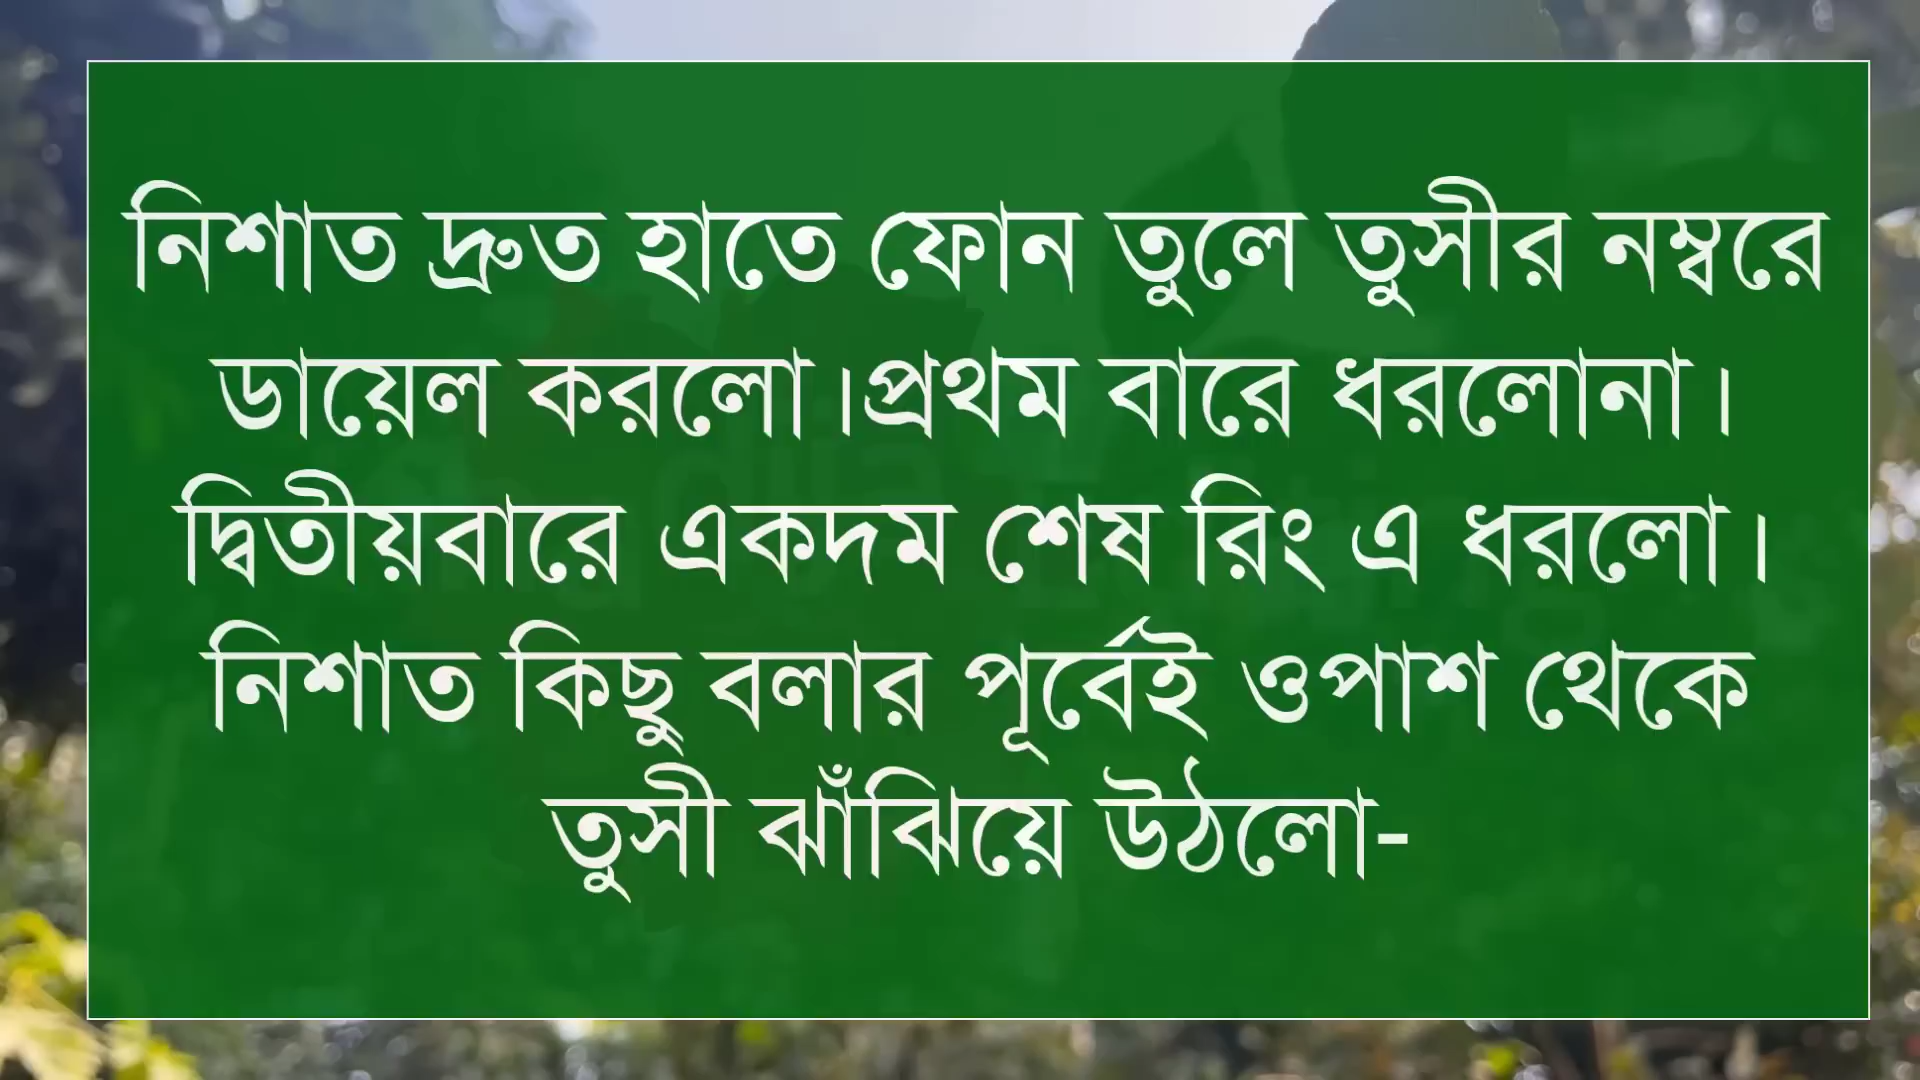 নিশাত দ্রুত হাতে ফোন তুলে তুসীর নম্বরে
ডায়েল করলো।প্রথম বারে ধরলোনা।
দ্বিতীয়বারে একদম শেষ রিং এ ধরলো।
নিশাত কিছু বলার পূর্বেই ওপাশ থেকে
তুসী ঝাঁঝিয়ে উঠলো-